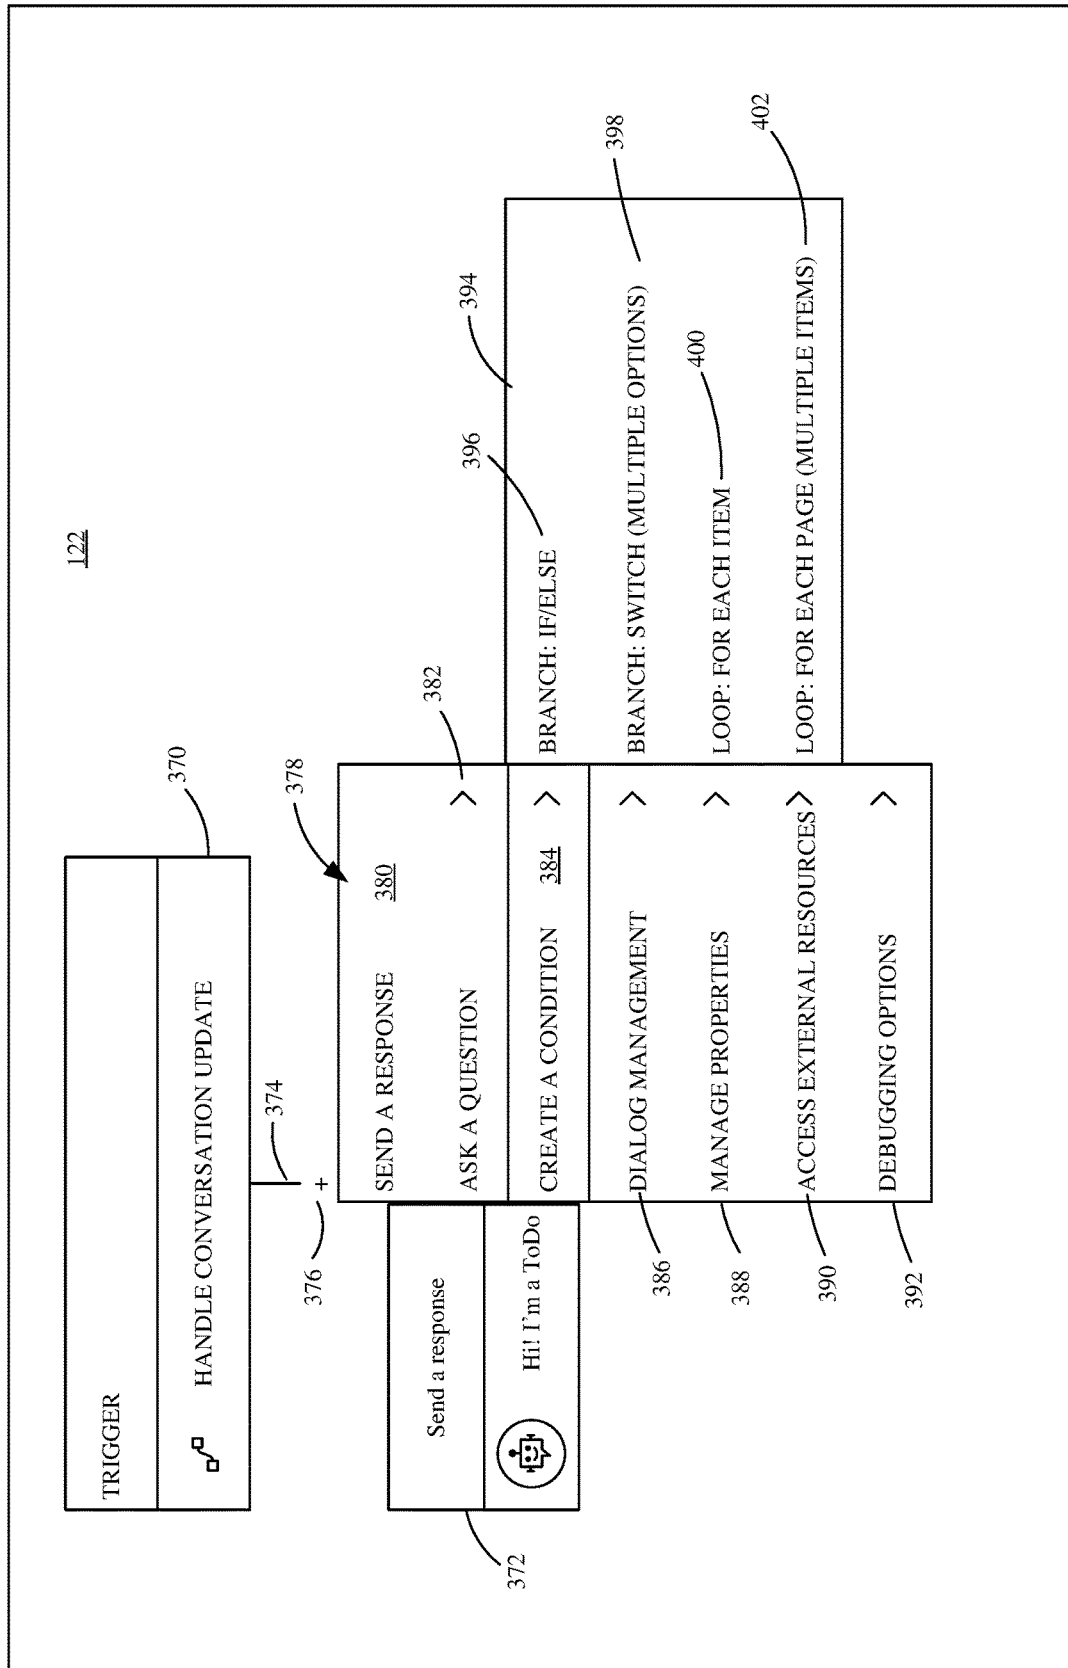 122
TRIGGER
HANDLE CONVERSATION UPDATE
370
374
376
+
378
SEND A RESPONSE 380
ASK A QUESTION > 382
CREATE A CONDITION 384 >
DIALOG MANAGEMENT >
386
MANAGE PROPERTIES >
388
ACCESS EXTERNAL RESOURCES >
390
DEBUGGING OPTIONS >
392
Send a response
Hi! I'm a ToDo
372
394
396
BRANCH: IF/ELSE
398
BRANCH: SWITCH (MULTIPLE OPTIONS)
LOOP: FOR EACH ITEM 400
402
LOOP: FOR EACH PAGE (MULTIPLE ITEMS)